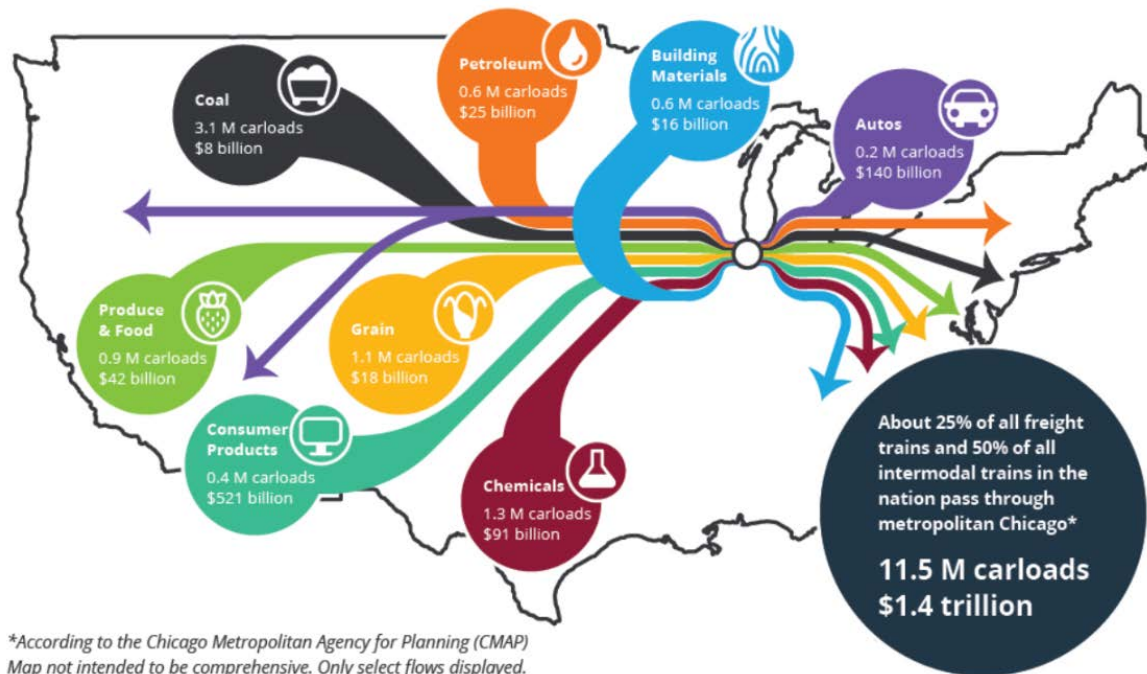 Coal
3.1 M carloads
$8 billion
Petroleum
0.6 M carloads
$25 billion
Building
Materials
0.6 M carloads
$16 billion
Autos
0.2 M carloads
$140 billion
Produce
& Food
0.9 M carloads
$42 billion
Grain
1.1 M carloads
$18 billion
Consumer
Products
0.4 M carloads
$521 billion
Chemicals
1.3 M carloads
$91 billion
About 25% of all freight
trains and 50% of all
intermodal trains in the
nation pass through
metropolitan Chicago*
11.5 M carloads
$1.4 trillion
*According to the Chicago Metropolitan Agency for Planning (CMAP)
Map not intended to be comprehensive. Only select flows displayed.